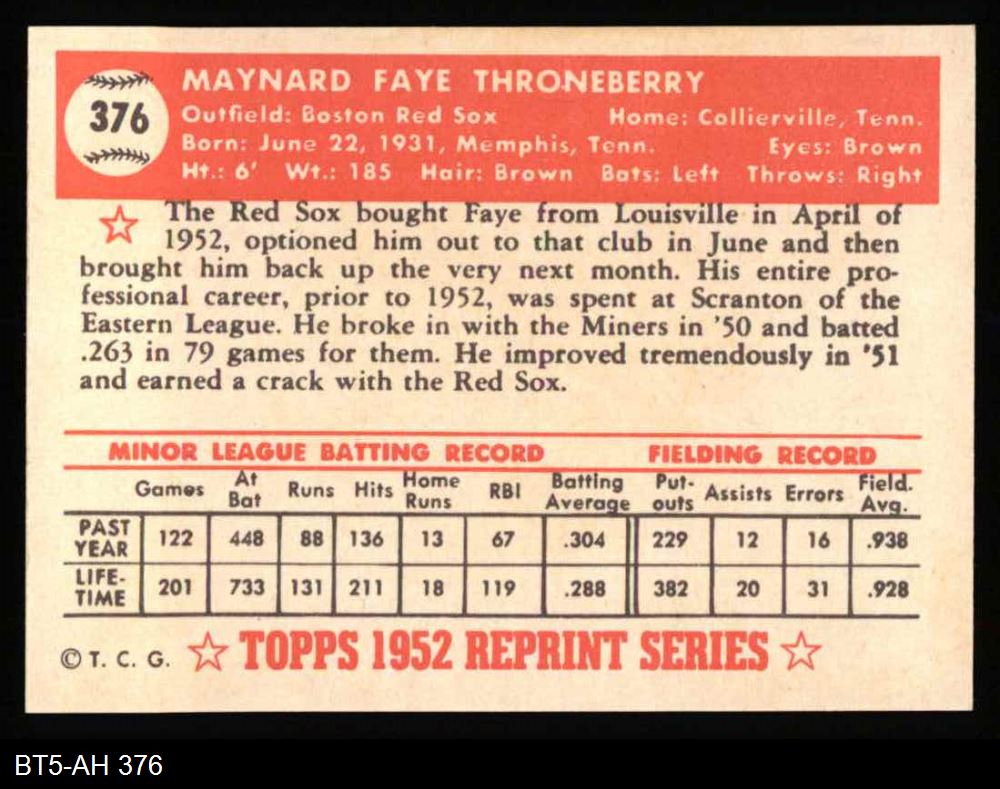 376
MAYNARD FAYE THRONEBERRY
Outfield: Boston Red Sox Home: Collierville, Tenn.
Born: June 22, 1931, Memphis, Tenn. Eyes: Brown
Ht.: 6' Wt.: 185 Hair: Brown Bats: Left Throws: Right
The Red Sox bought Faye from Louisville in April of
1952, optioned him out to that club in June and then
brought him back up the very next month. His entire pro-
fessional career, prior to 1952, was spent at Scranton of the
Eastern League. He broke in with the Miners in '50 and batted
.263 in 79 games for them. He improved tremendously in '51
and earned a crack with the Red Sox.
MINOR LEAGUE BATTING RECORD FIELDING RECORD
Games At Bat Runs Hits Home Runs RBI Batting Average Put-outs Assists Errors Field. Avg.
PAST YEAR 122 448 88 136 13 67 .304 229 12 16 .938
LIFE-TIME 201 733 131 211 18 119 .288 382 20 31 .928
© T. C. G. ☆ TOPPS 1952 REPRINT SERIES ☆
BT5-AH 376